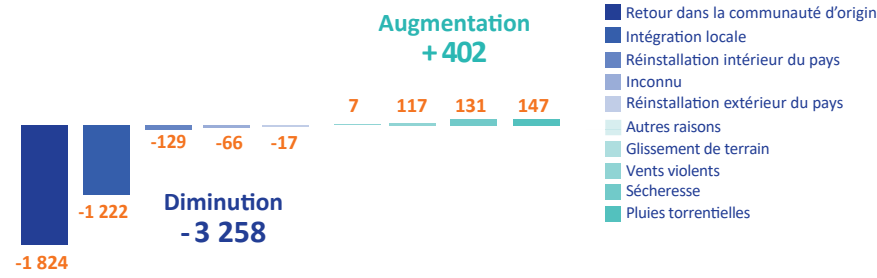 Augmentation
+ 402
7
117
131
147
-129
-66
-17
-1 222
-1 824
Diminution
- 3 258
Retour dans la communauté d’origin
Intégration locale
Réinstallation intérieur du pays
Inconnu
Réinstallation extérieur du pays
Autres raisons
Glissement de terrain
Vents violents
Sécheresse
Pluies torrentielles